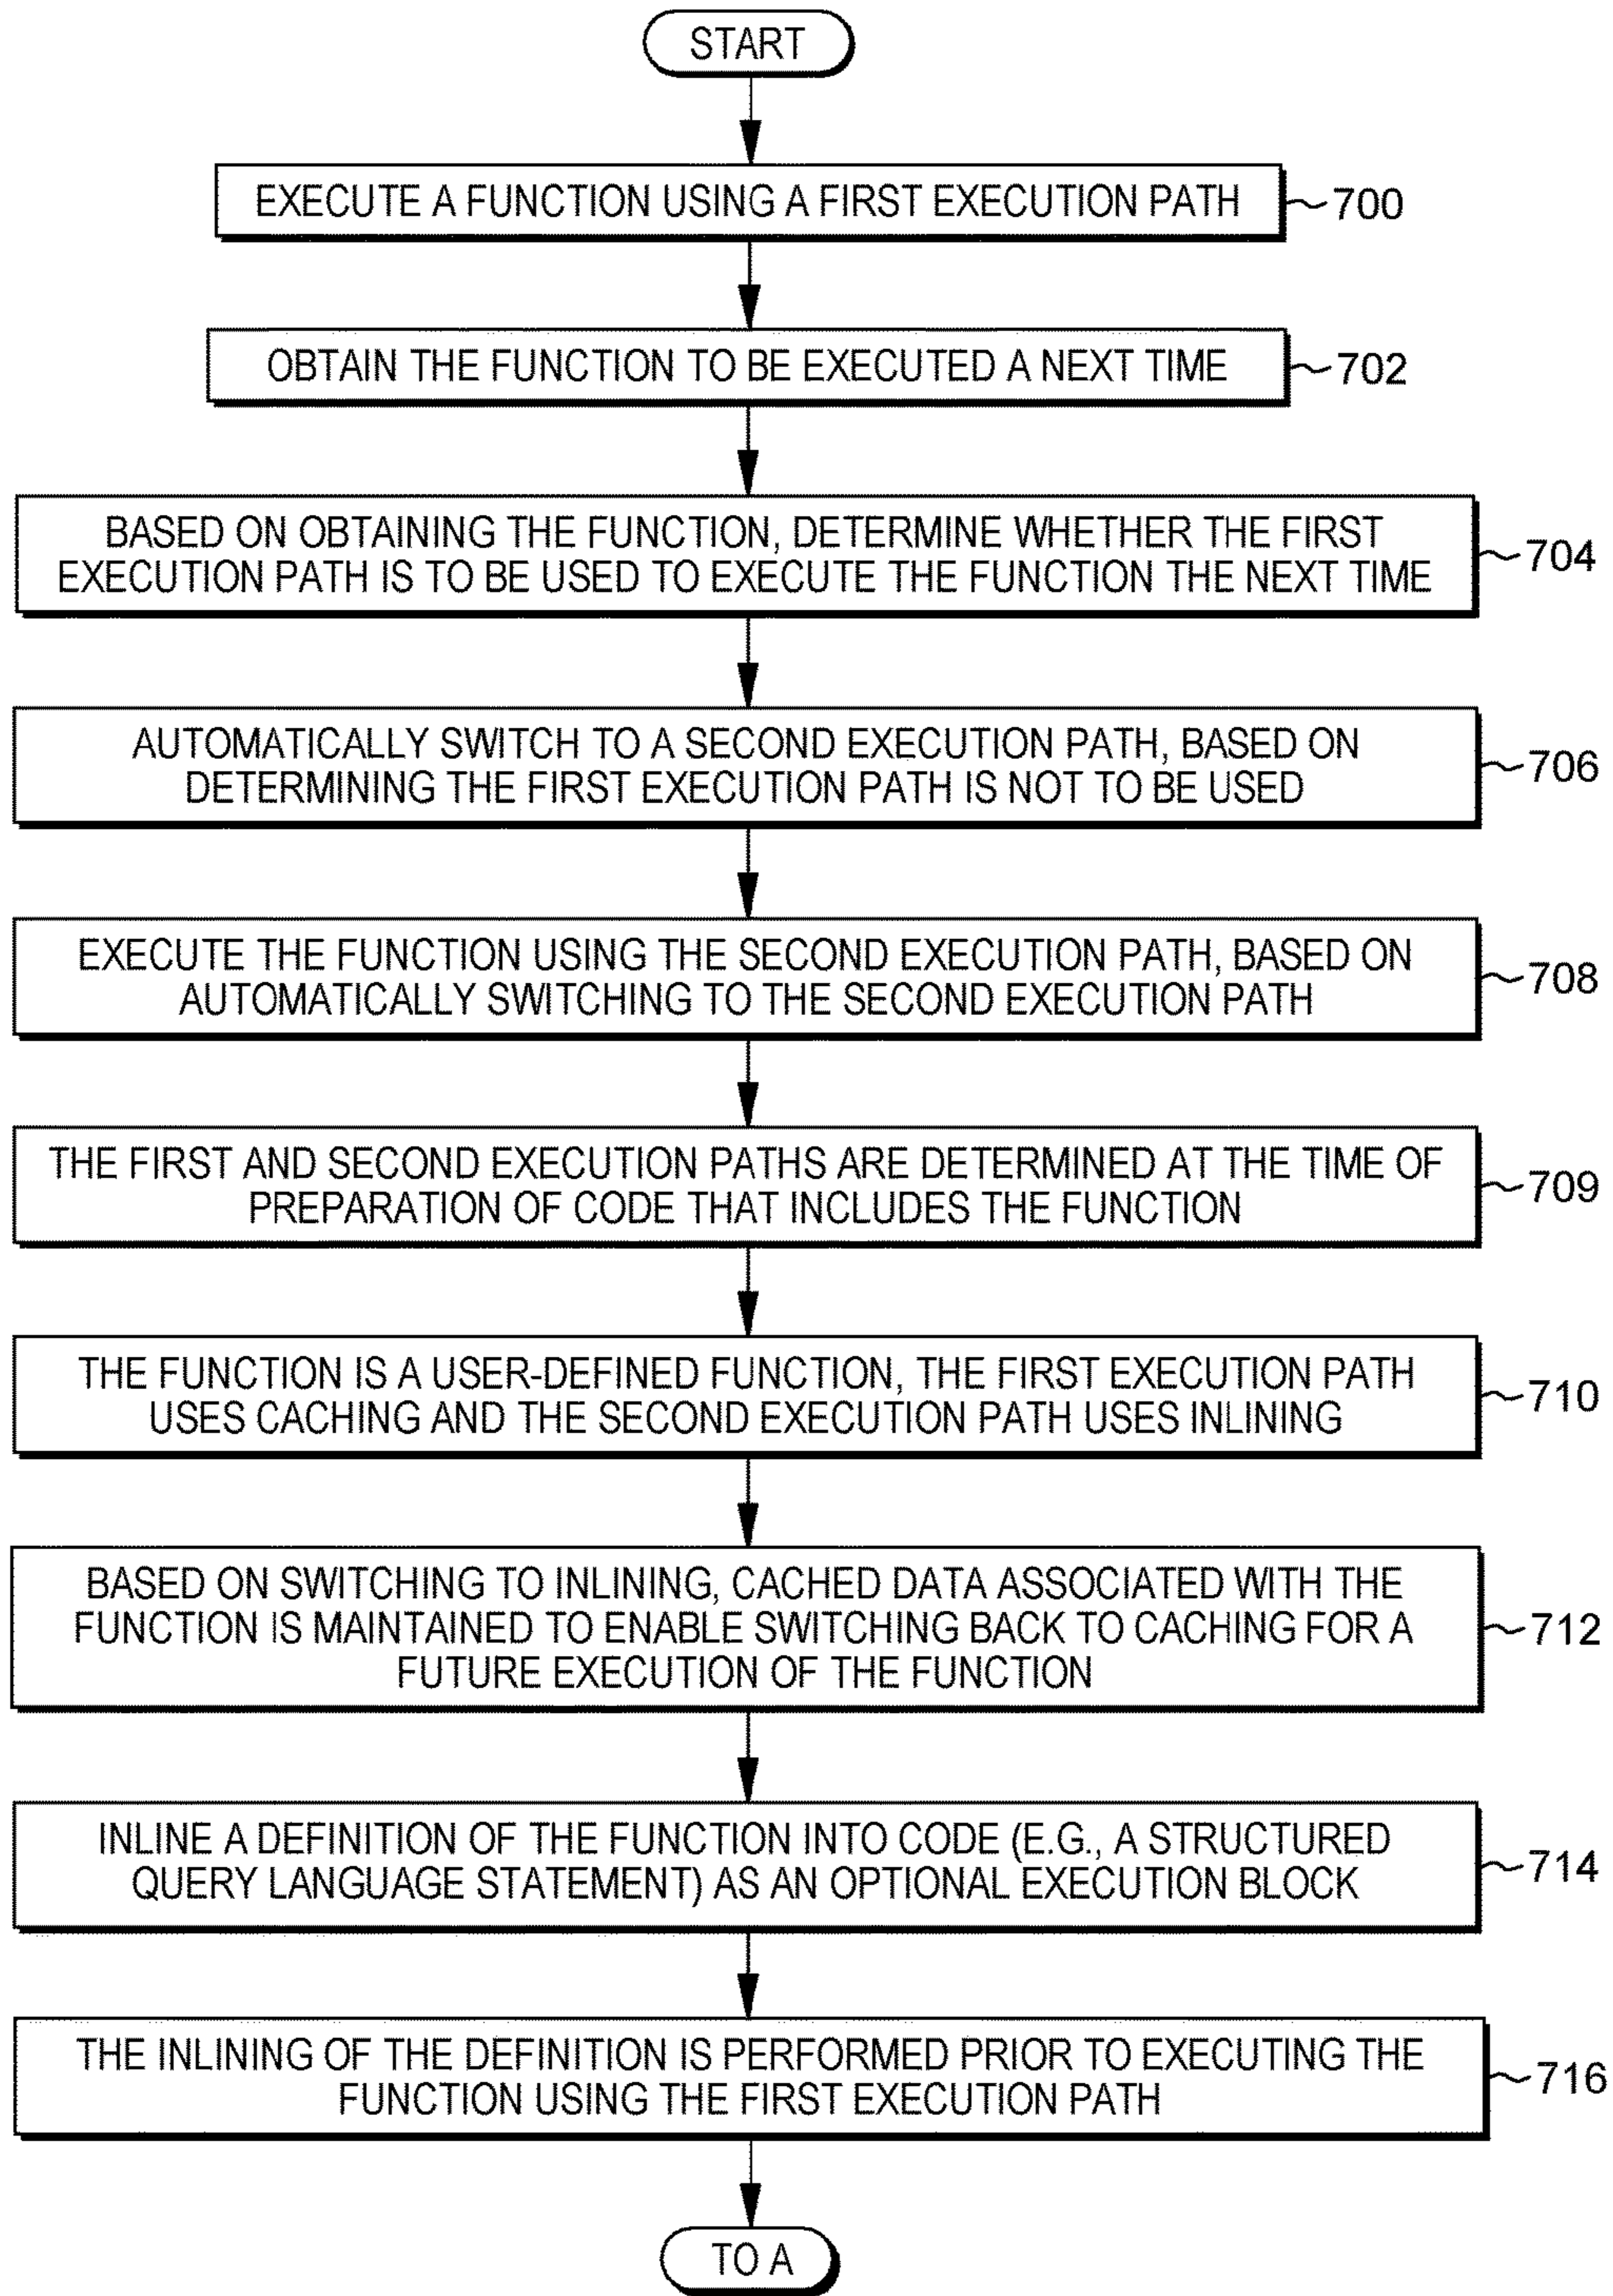 START
EXECUTE A FUNCTION USING A FIRST EXECUTION PATH
700
OBTAIN THE FUNCTION TO BE EXECUTED A NEXT TIME
702
BASED ON OBTAINING THE FUNCTION, DETERMINE WHETHER THE FIRST
EXECUTION PATH IS TO BE USED TO EXECUTE THE FUNCTION THE NEXT TIME
704
AUTOMATICALLY SWITCH TO A SECOND EXECUTION PATH, BASED ON
DETERMINING THE FIRST EXECUTION PATH IS NOT TO BE USED
706
EXECUTE THE FUNCTION USING THE SECOND EXECUTION PATH, BASED ON
AUTOMATICALLY SWITCHING TO THE SECOND EXECUTION PATH
708
THE FIRST AND SECOND EXECUTION PATHS ARE DETERMINED AT THE TIME OF
PREPARATION OF CODE THAT INCLUDES THE FUNCTION
709
THE FUNCTION IS A USER-DEFINED FUNCTION, THE FIRST EXECUTION PATH
USES CACHING AND THE SECOND EXECUTION PATH USES INLINING
710
BASED ON SWITCHING TO INLINING, CACHED DATA ASSOCIATED WITH THE
FUNCTION IS MAINTAINED TO ENABLE SWITCHING BACK TO CACHING FOR A
FUTURE EXECUTION OF THE FUNCTION
712
INLINE A DEFINITION OF THE FUNCTION INTO CODE (E.G., A STRUCTURED
QUERY LANGUAGE STATEMENT) AS AN OPTIONAL EXECUTION BLOCK
714
THE INLINING OF THE DEFINITION IS PERFORMED PRIOR TO EXECUTING THE
FUNCTION USING THE FIRST EXECUTION PATH
716
TO A